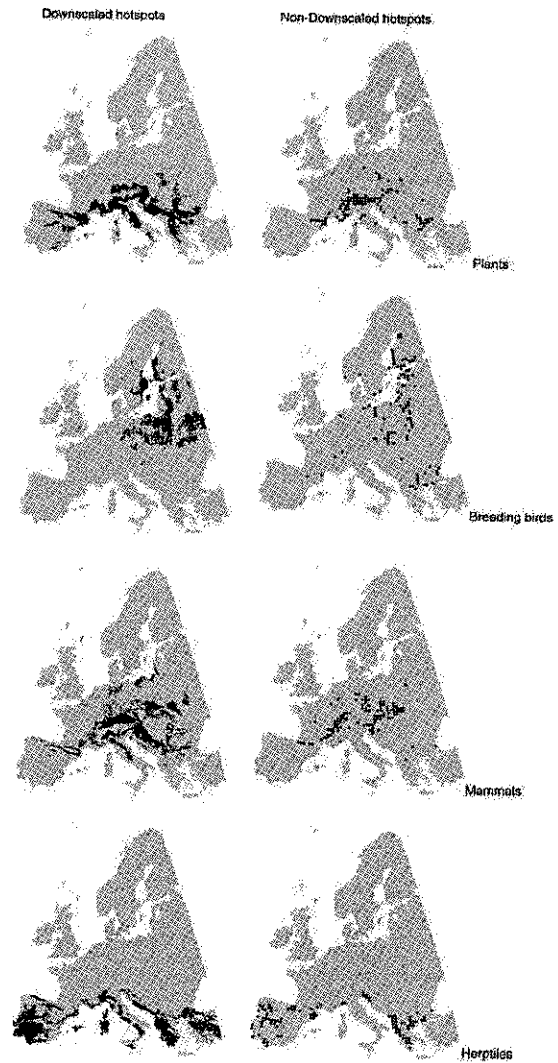 Downscaled hotspots
Non-Downscaled hotspots
Plants
Breeding birds
Mammals
Herptiles